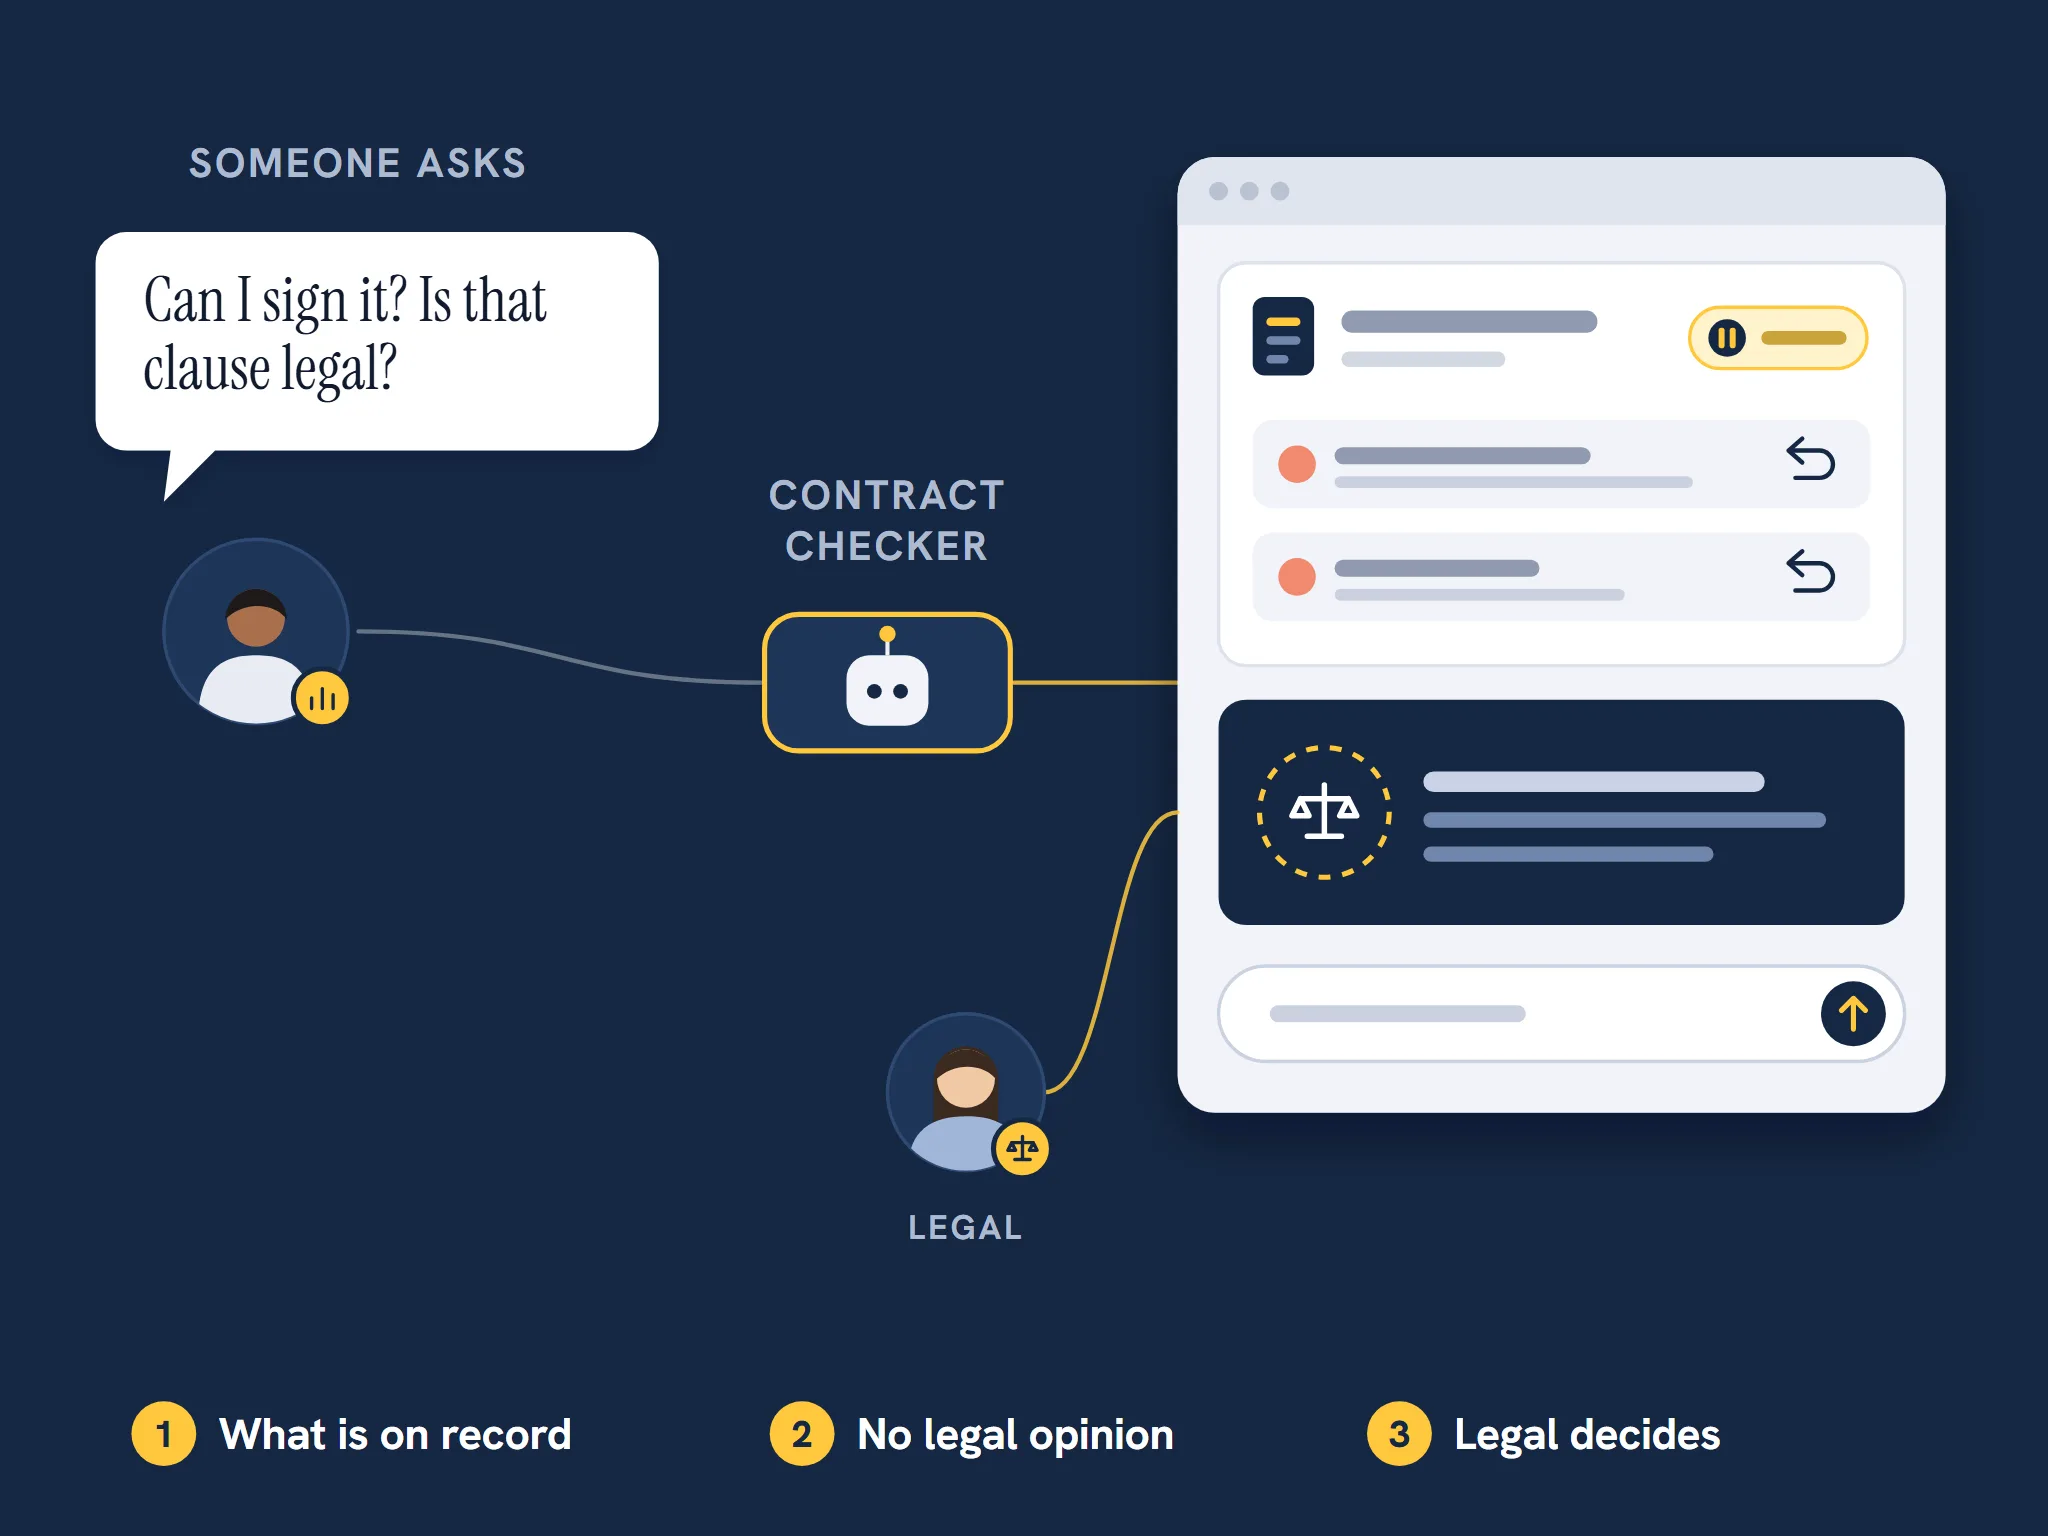 SOMEONE ASKS
Can I sign it? Is that
clause legal?
CONTRACT
CHECKER
LEGAL
1 What is on record
2 No legal opinion
3 Legal decides